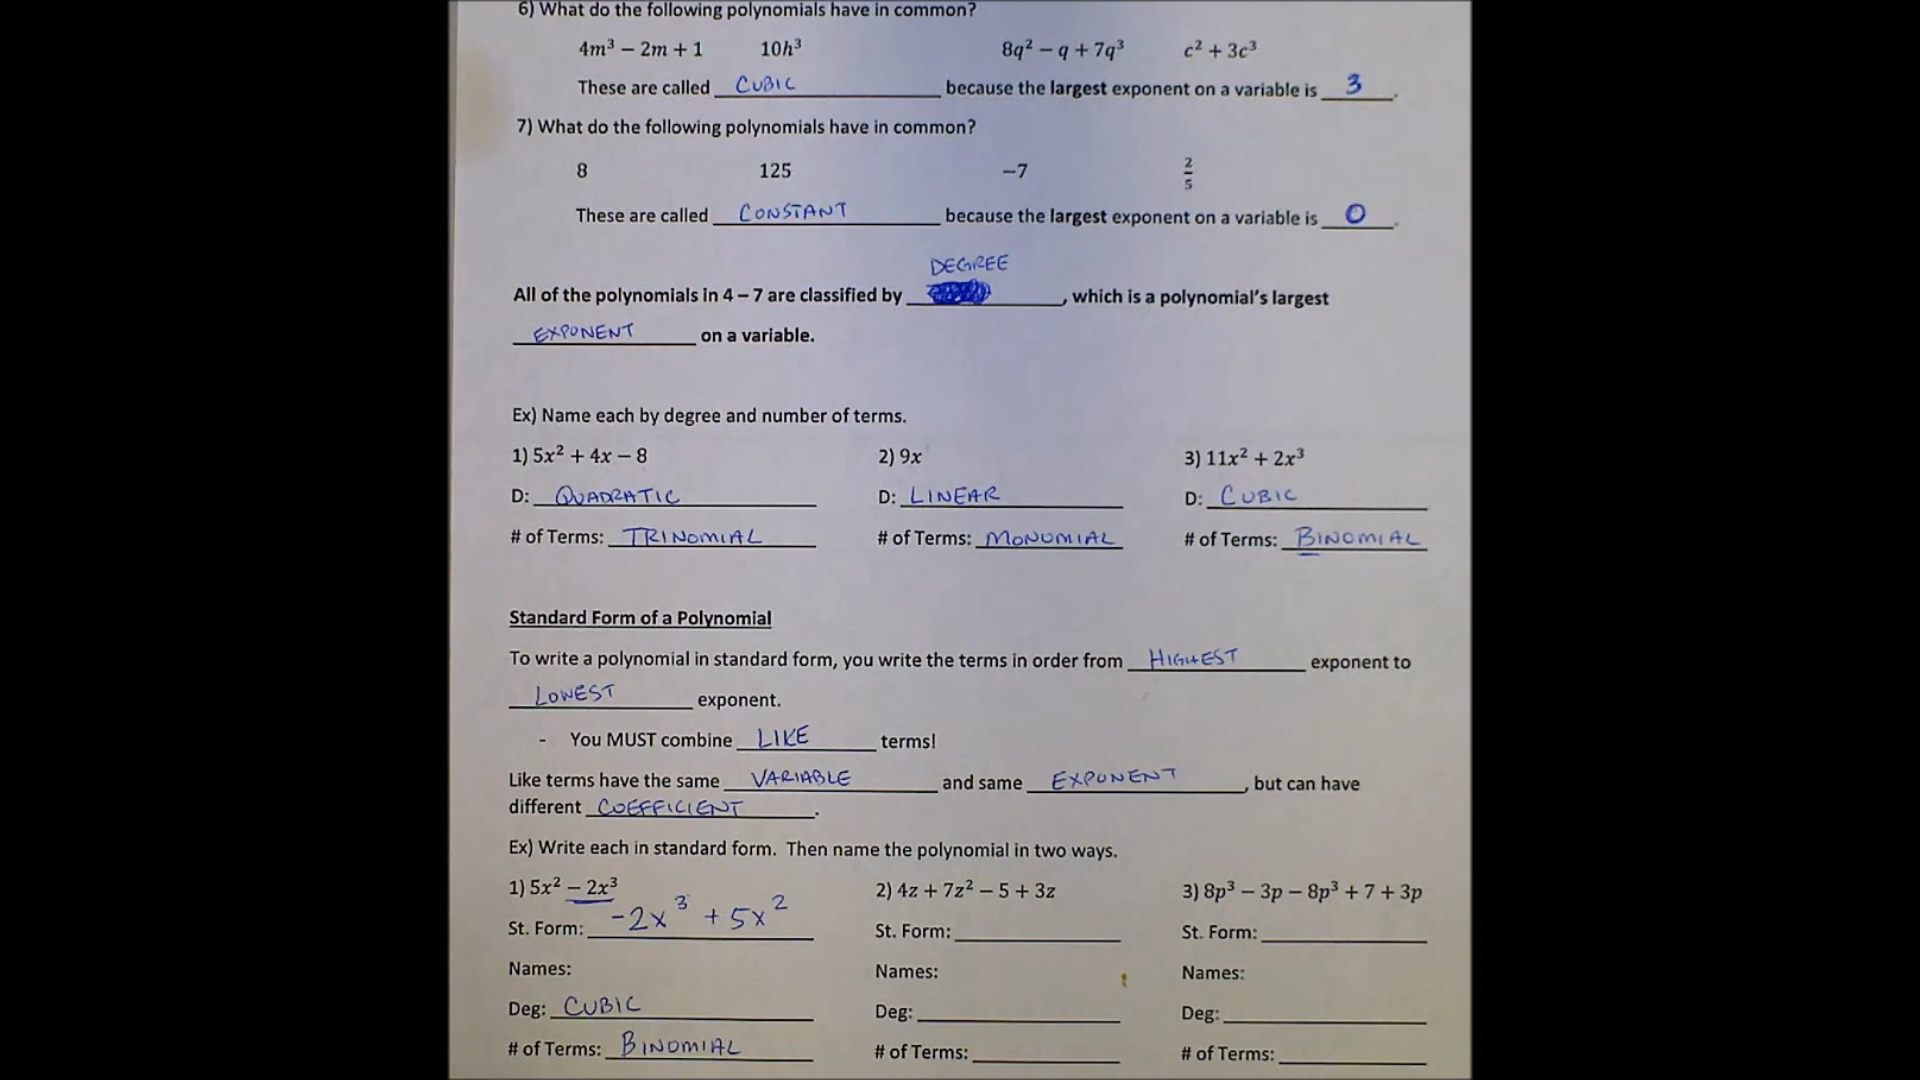 6) What do the following polynomials have in common?
4m³ − 2m + 1 10h³ 8q² − q + 7q³ c² + 3c³
These are called CUBIC because the largest exponent on a variable is 3.
7) What do the following polynomials have in common?
8 125 −7 2/5
These are called CONSTANT because the largest exponent on a variable is 0.
DEGREE
All of the polynomials in 4 – 7 are classified by , which is a polynomial's largest
EXPONENT on a variable.
Ex) Name each by degree and number of terms.
1) 5x² + 4x − 8 2) 9x 3) 11x² + 2x³
D: QUADRATIC D: LINEAR D: CUBIC
# of Terms: TRINOMIAL # of Terms: MONOMIAL # of Terms: BINOMIAL
Standard Form of a Polynomial
To write a polynomial in standard form, you write the terms in order from HIGHEST exponent to
LOWEST exponent.
- You MUST combine LIKE terms!
Like terms have the same VARIABLE and same EXPONENT, but can have
different COEFFICIENT.
Ex) Write each in standard form. Then name the polynomial in two ways.
1) 5x² − 2x³ 2) 4z + 7z² − 5 + 3z 3) 8p³ − 3p − 8p³ + 7 + 3p
St. Form: -2x³ + 5x² St. Form: St. Form:
Names: Names: Names:
Deg: CUBIC Deg: Deg:
# of Terms: BINOMIAL # of Terms: # of Terms: